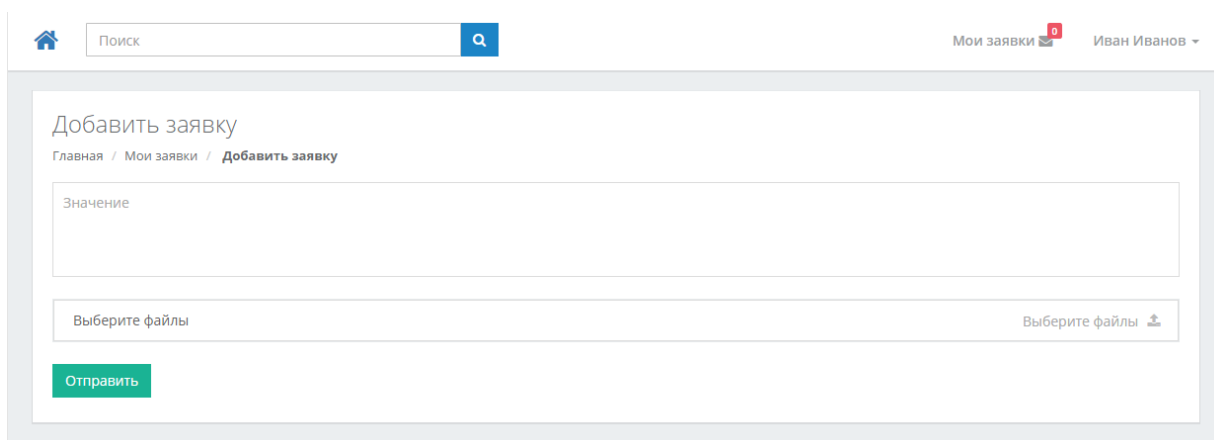 Поиск
Мои заявки 0 Иван Иванов
Добавить заявку
Главная / Мои заявки / Добавить заявку
Значение
Выберите файлы Выберите файлы
Отправить